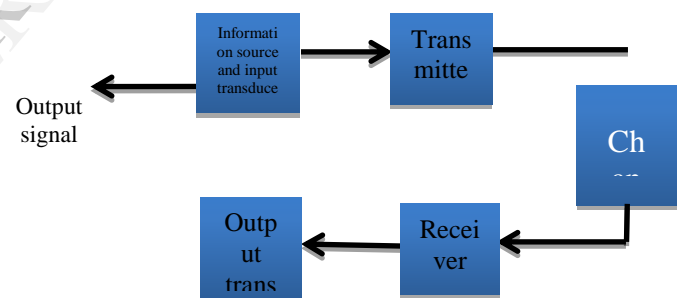 Informati
on source
and input
transduce
Trans
mitte
Output
signal
Ch
Outp
ut
trans
Recei
ver